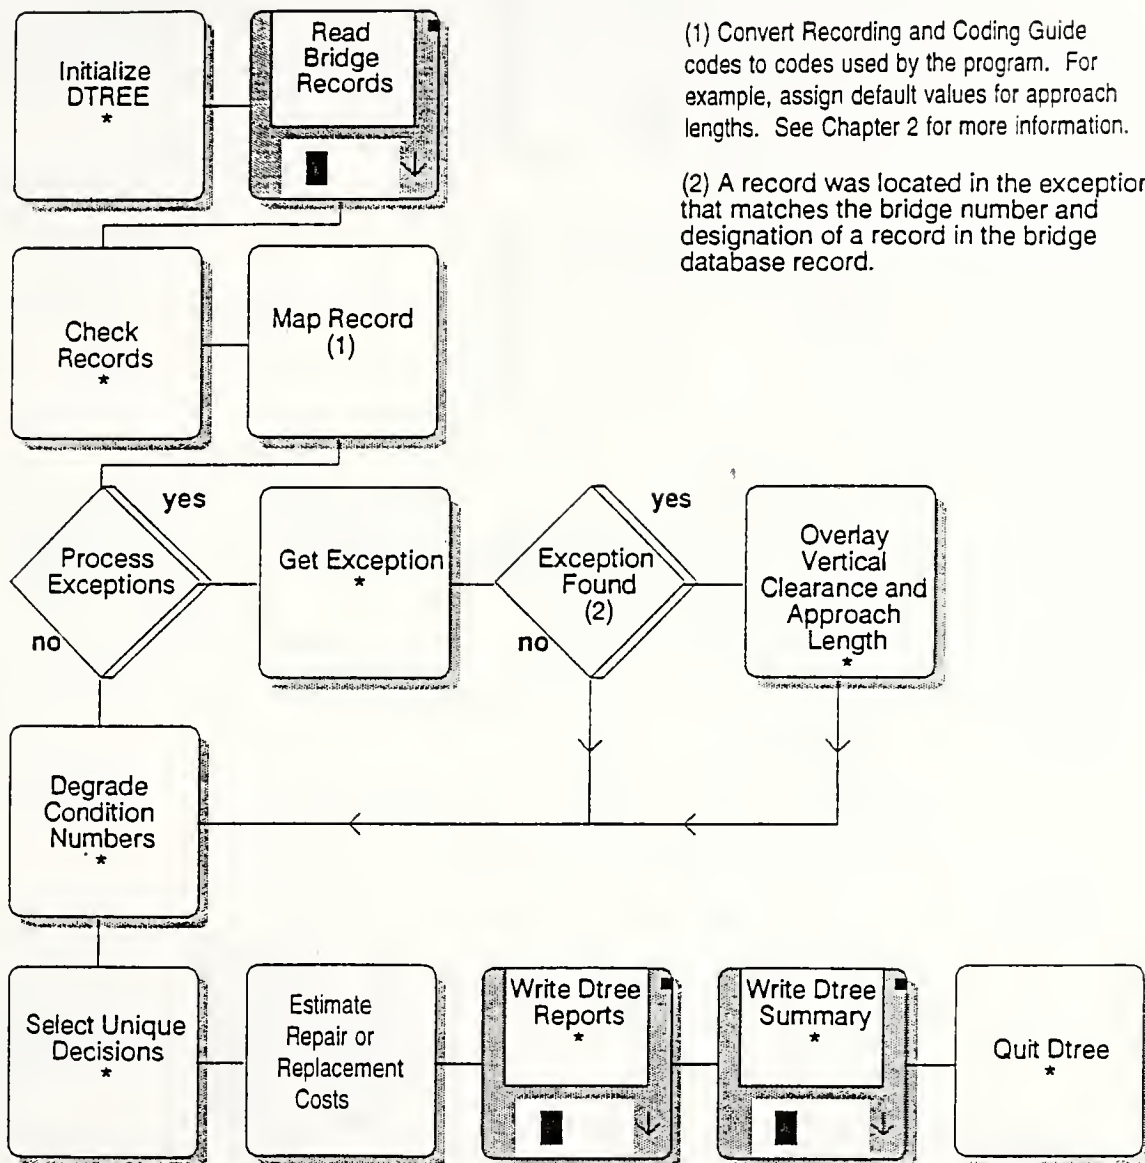 Initialize
DTREE
*
Read
Bridge
Records
(1) Convert Recording and Coding Guide
codes to codes used by the program. For
example, assign default values for approach
lengths. See Chapter 2 for more information.
(2) A record was located in the exception
that matches the bridge number and
designation of a record in the bridge
database record.
Check
Records
*
Map Record
(1)
Process
Exceptions
yes
no
Get Exception
*
Exception
Found
(2)
yes
no
Overlay
Vertical
Clearance and
Approach
Length
*
Degrade
Condition
Numbers
*
Select Unique
Decisions
*
Estimate
Repair or
Replacement
Costs
Write Dtree
Reports
*
Write Dtree
Summary
*
Quit Dtree
*